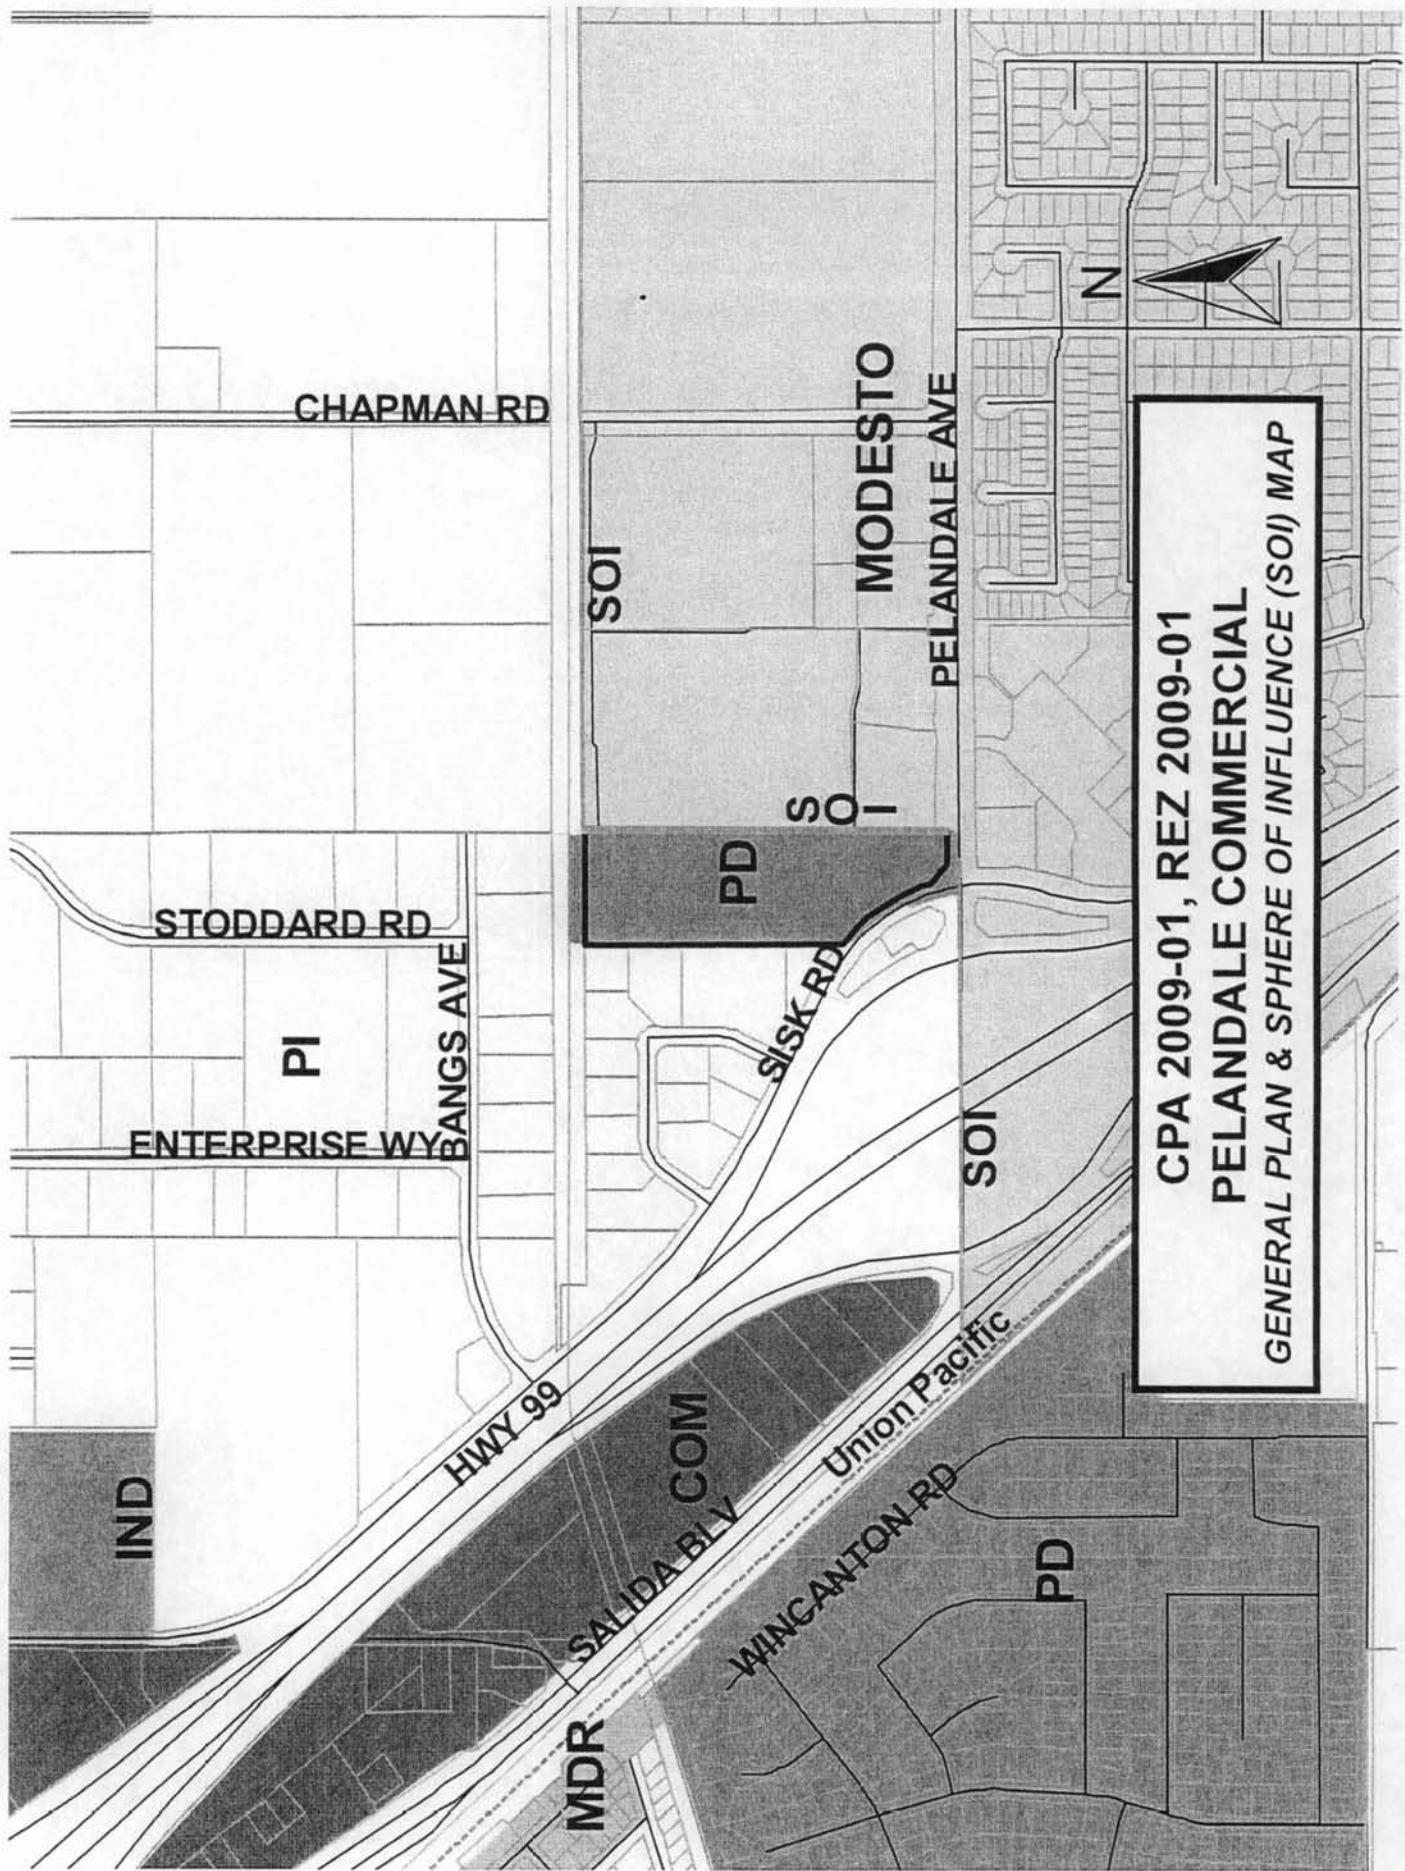 IND
PI
STODDARD RD
ENTERPRISE WY
BANGS AVE
CHAPMAN RD
HWY 99
SOI
MDR
SALIDA BLV
COM
SISK RD
PD
S
O
I
MODESTO
PELANDALE AVE
Union Pacific
WINCANTON RD
SOI
PD
N
CPA 2009-01, REZ 2009-01
PELANDALE COMMERCIAL
GENERAL PLAN & SPHERE OF INFLUENCE (SOI) MAP